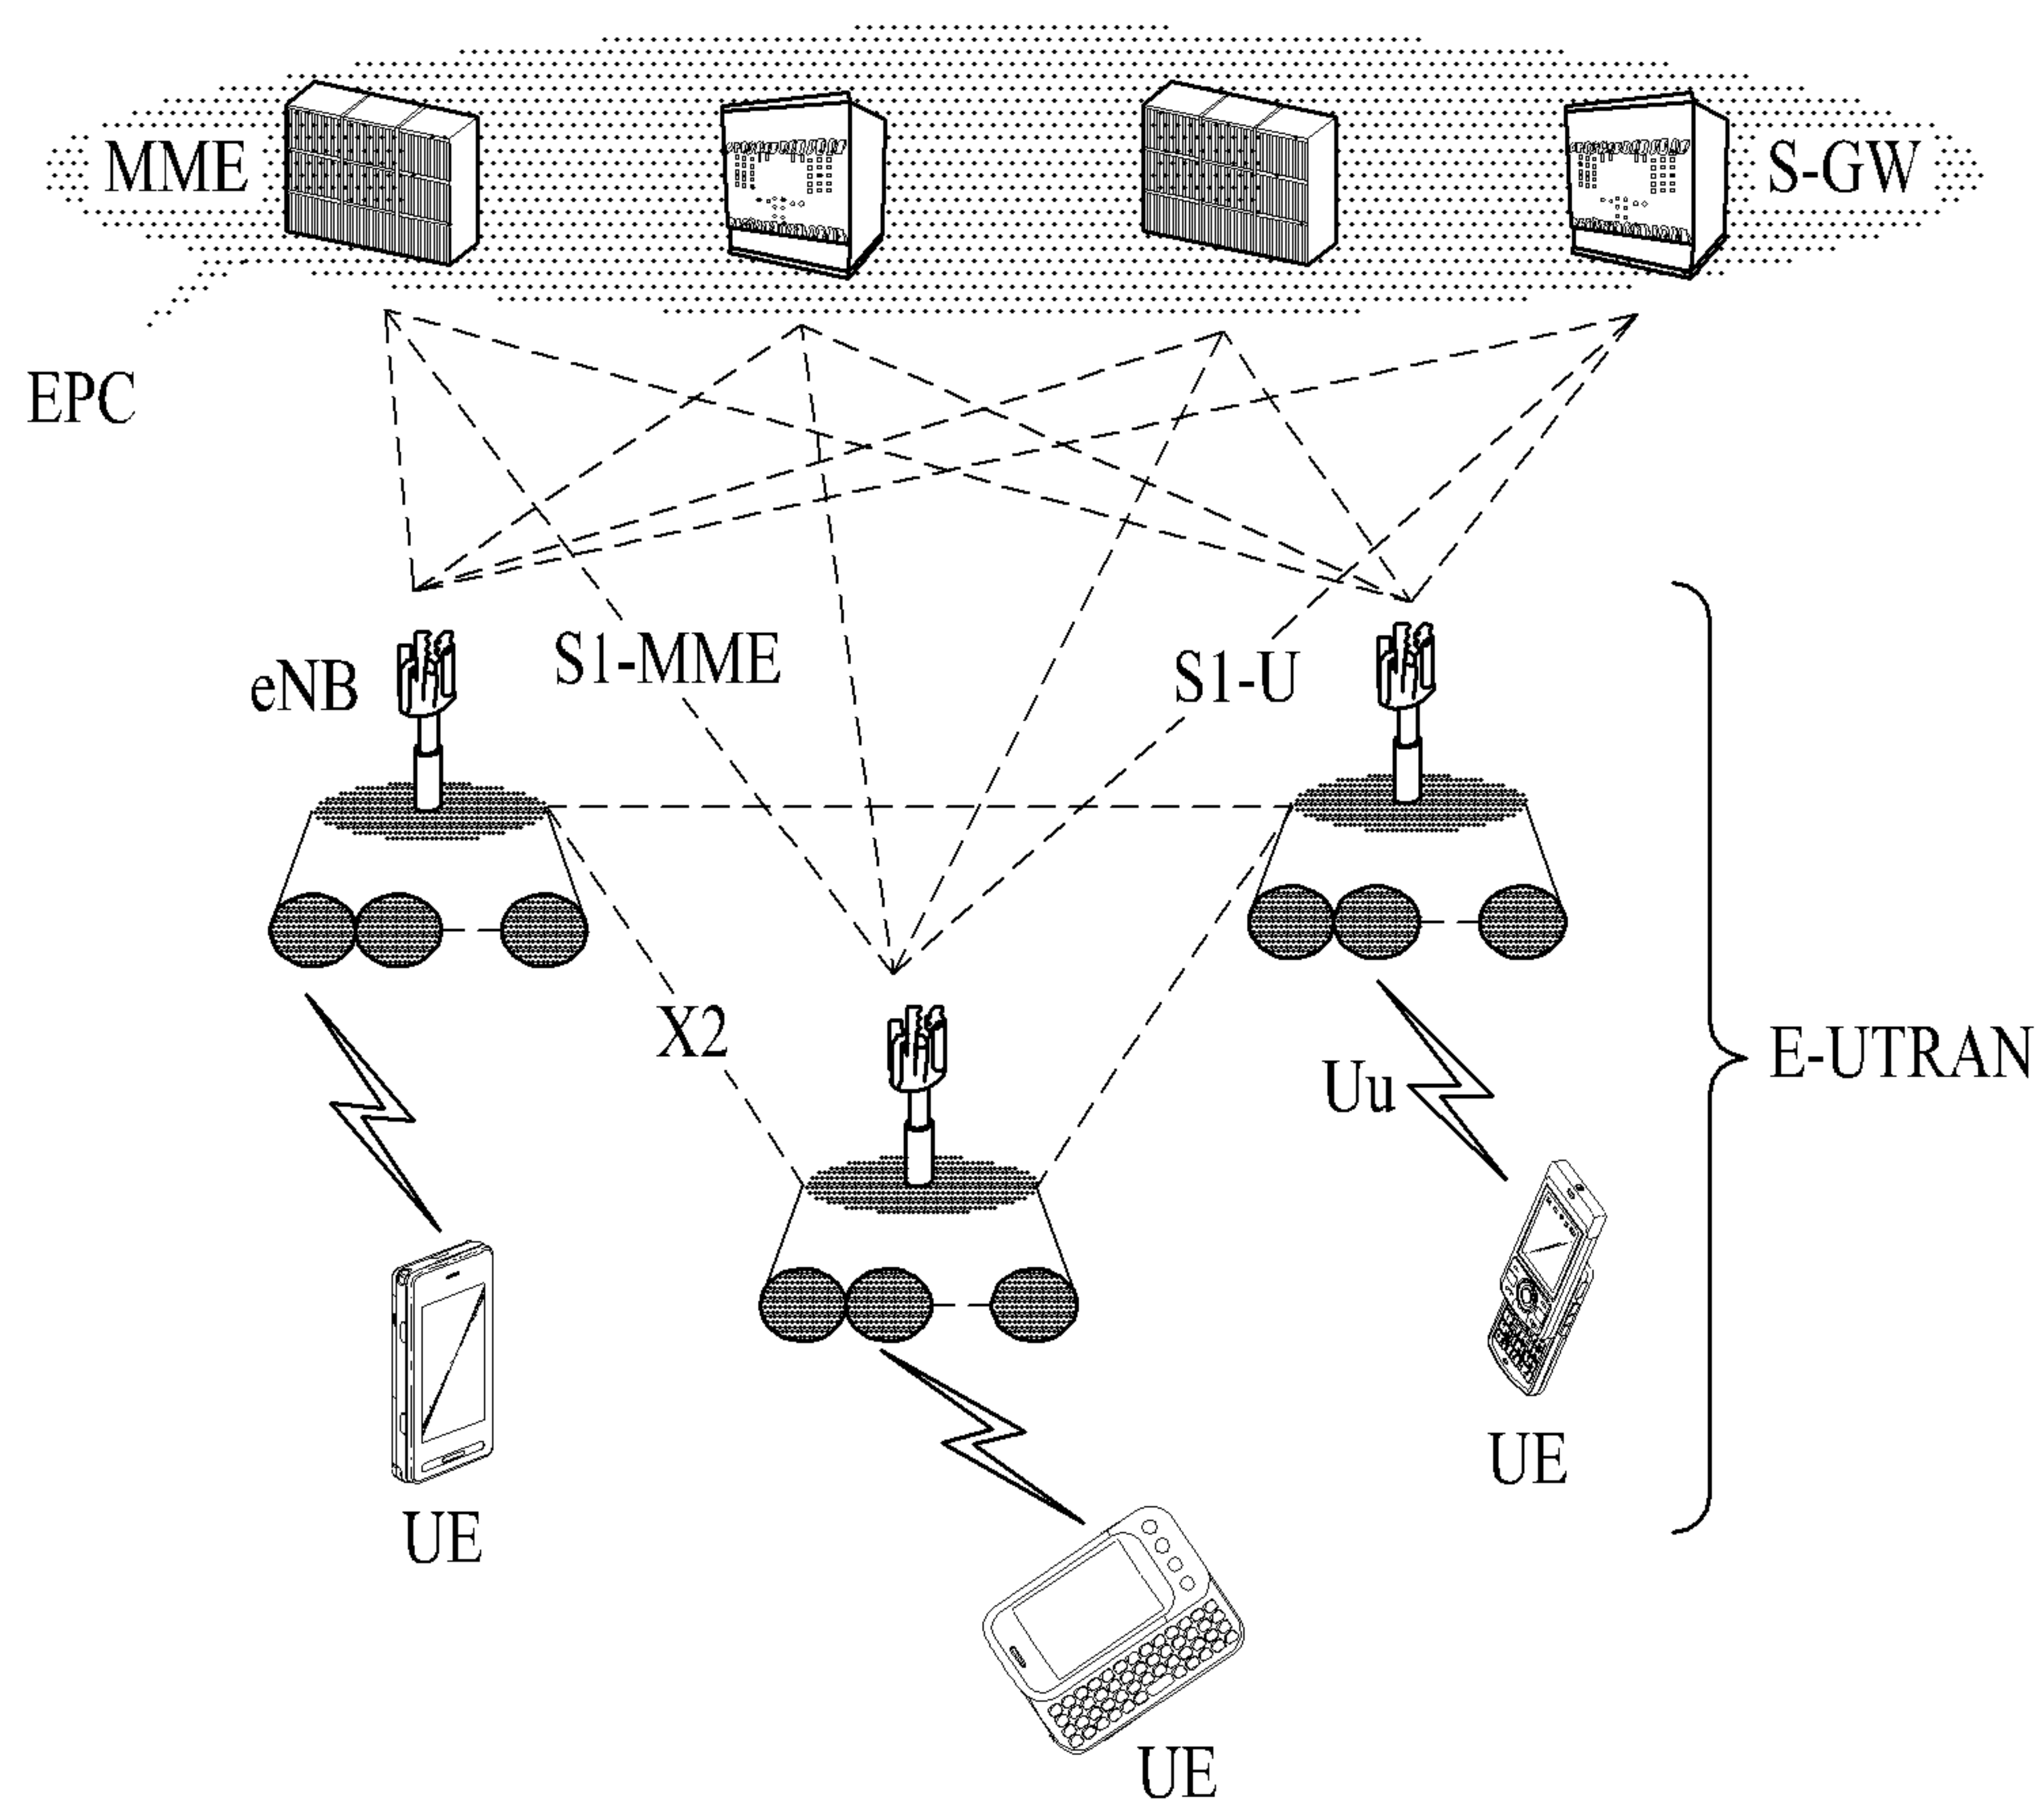 MME
S-GW
EPC
eNB
S1-MME
S1-U
X2
Uu
E-UTRAN
UE
UE
UE